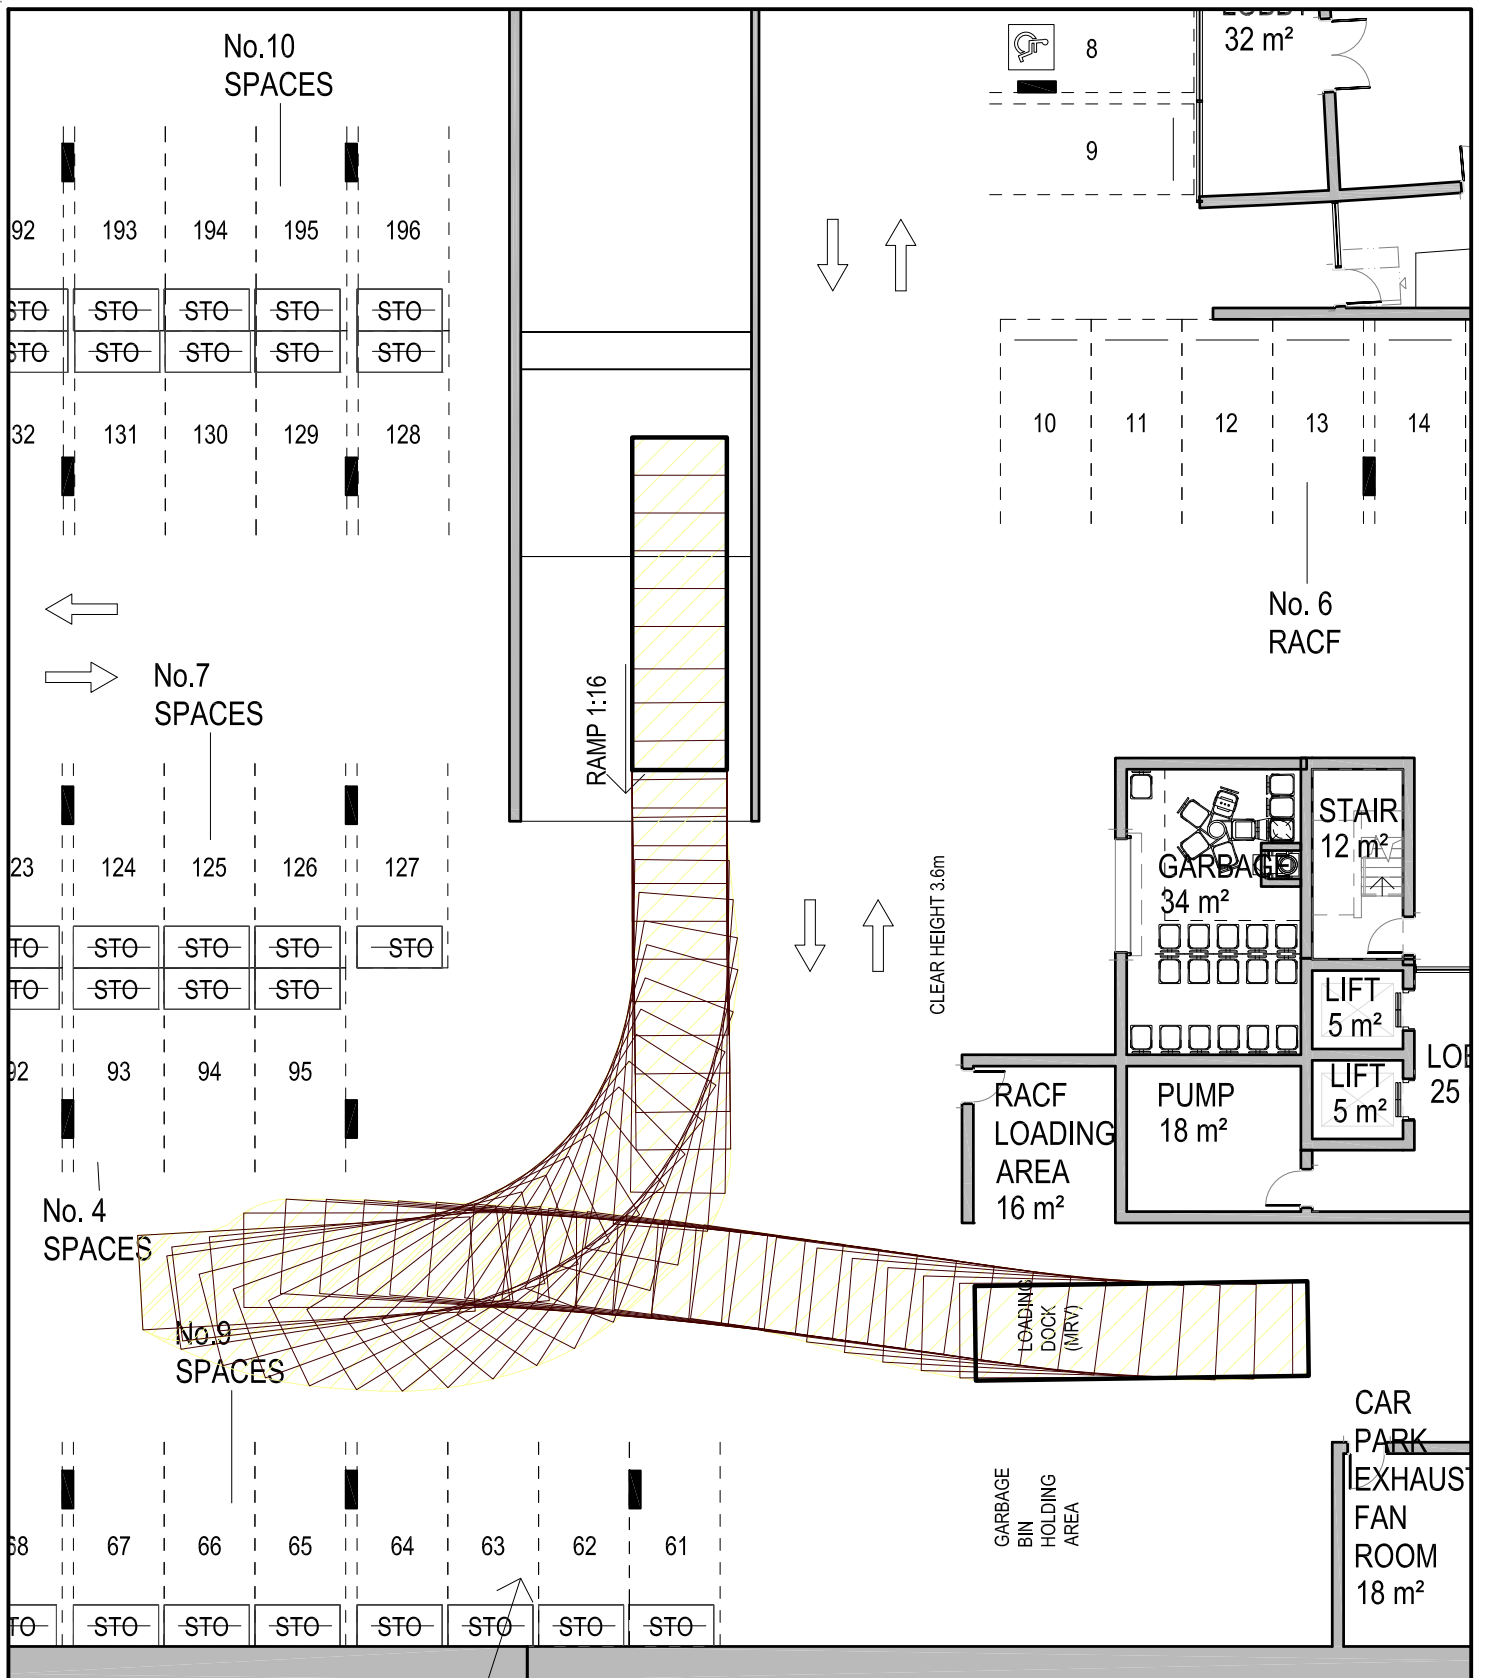 LOBBY
32 m²
No.10
SPACES
8
9
92
193
194
195
196
STO
STO
STO
STO
STO
STO
STO
STO
STO
STO
32
131
130
129
128
10
11
12
13
14
No. 6
RACF
No.7
SPACES
RAMP 1:16
23
124
125
126
127
TO
STO
STO
STO
STO
TO
STO
STO
STO
92
93
94
95
CLEAR HEIGHT 3.6m
GARBAGE
34 m²
STAIR
12 m²
LIFT
5 m²
LIFT
5 m²
LOB
25
RACF
LOADING
AREA
16 m²
PUMP
18 m²
No. 4
SPACES
No.9
SPACES
LOADING
DOCK
(MRV)
GARBAGE
BIN
HOLDING
AREA
CAR
PARK
EXHAUST
FAN
ROOM
18 m²
68
67
66
65
64
63
62
61
TO
STO
STO
STO
STO
STO
STO
STO